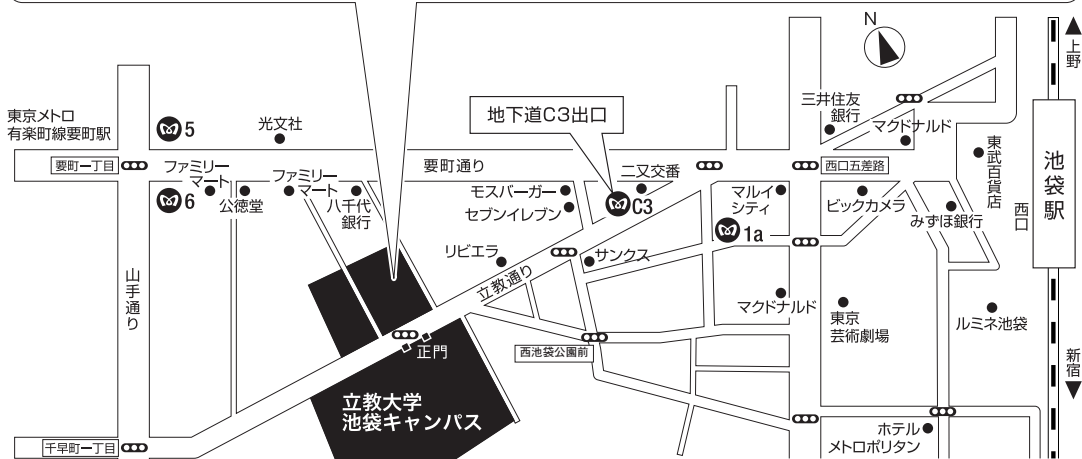 N
▲上野
東京メトロ
有楽町線要町駅
5
光文社
地下道C3出口
三井住友
銀行
マクドナルド
東武百貨店
池袋駅
西口
要町一丁目
ファミリー
マート
ファミリー
マート
要町通り
二又交番
西口五差路
6
公徳堂
八千代
銀行
モスバーガー
セブンイレブン
C3
マルイ
シティ
1a
ビックカメラ
みずほ銀行
リビエラ
サンクス
山手通り
立教通り
マクドナルド
東京
芸術劇場
ルミネ池袋
正門
西池袋公園前
新宿▼
立教大学
池袋キャンパス
千早町一丁目
ホテル
メトロポリタン